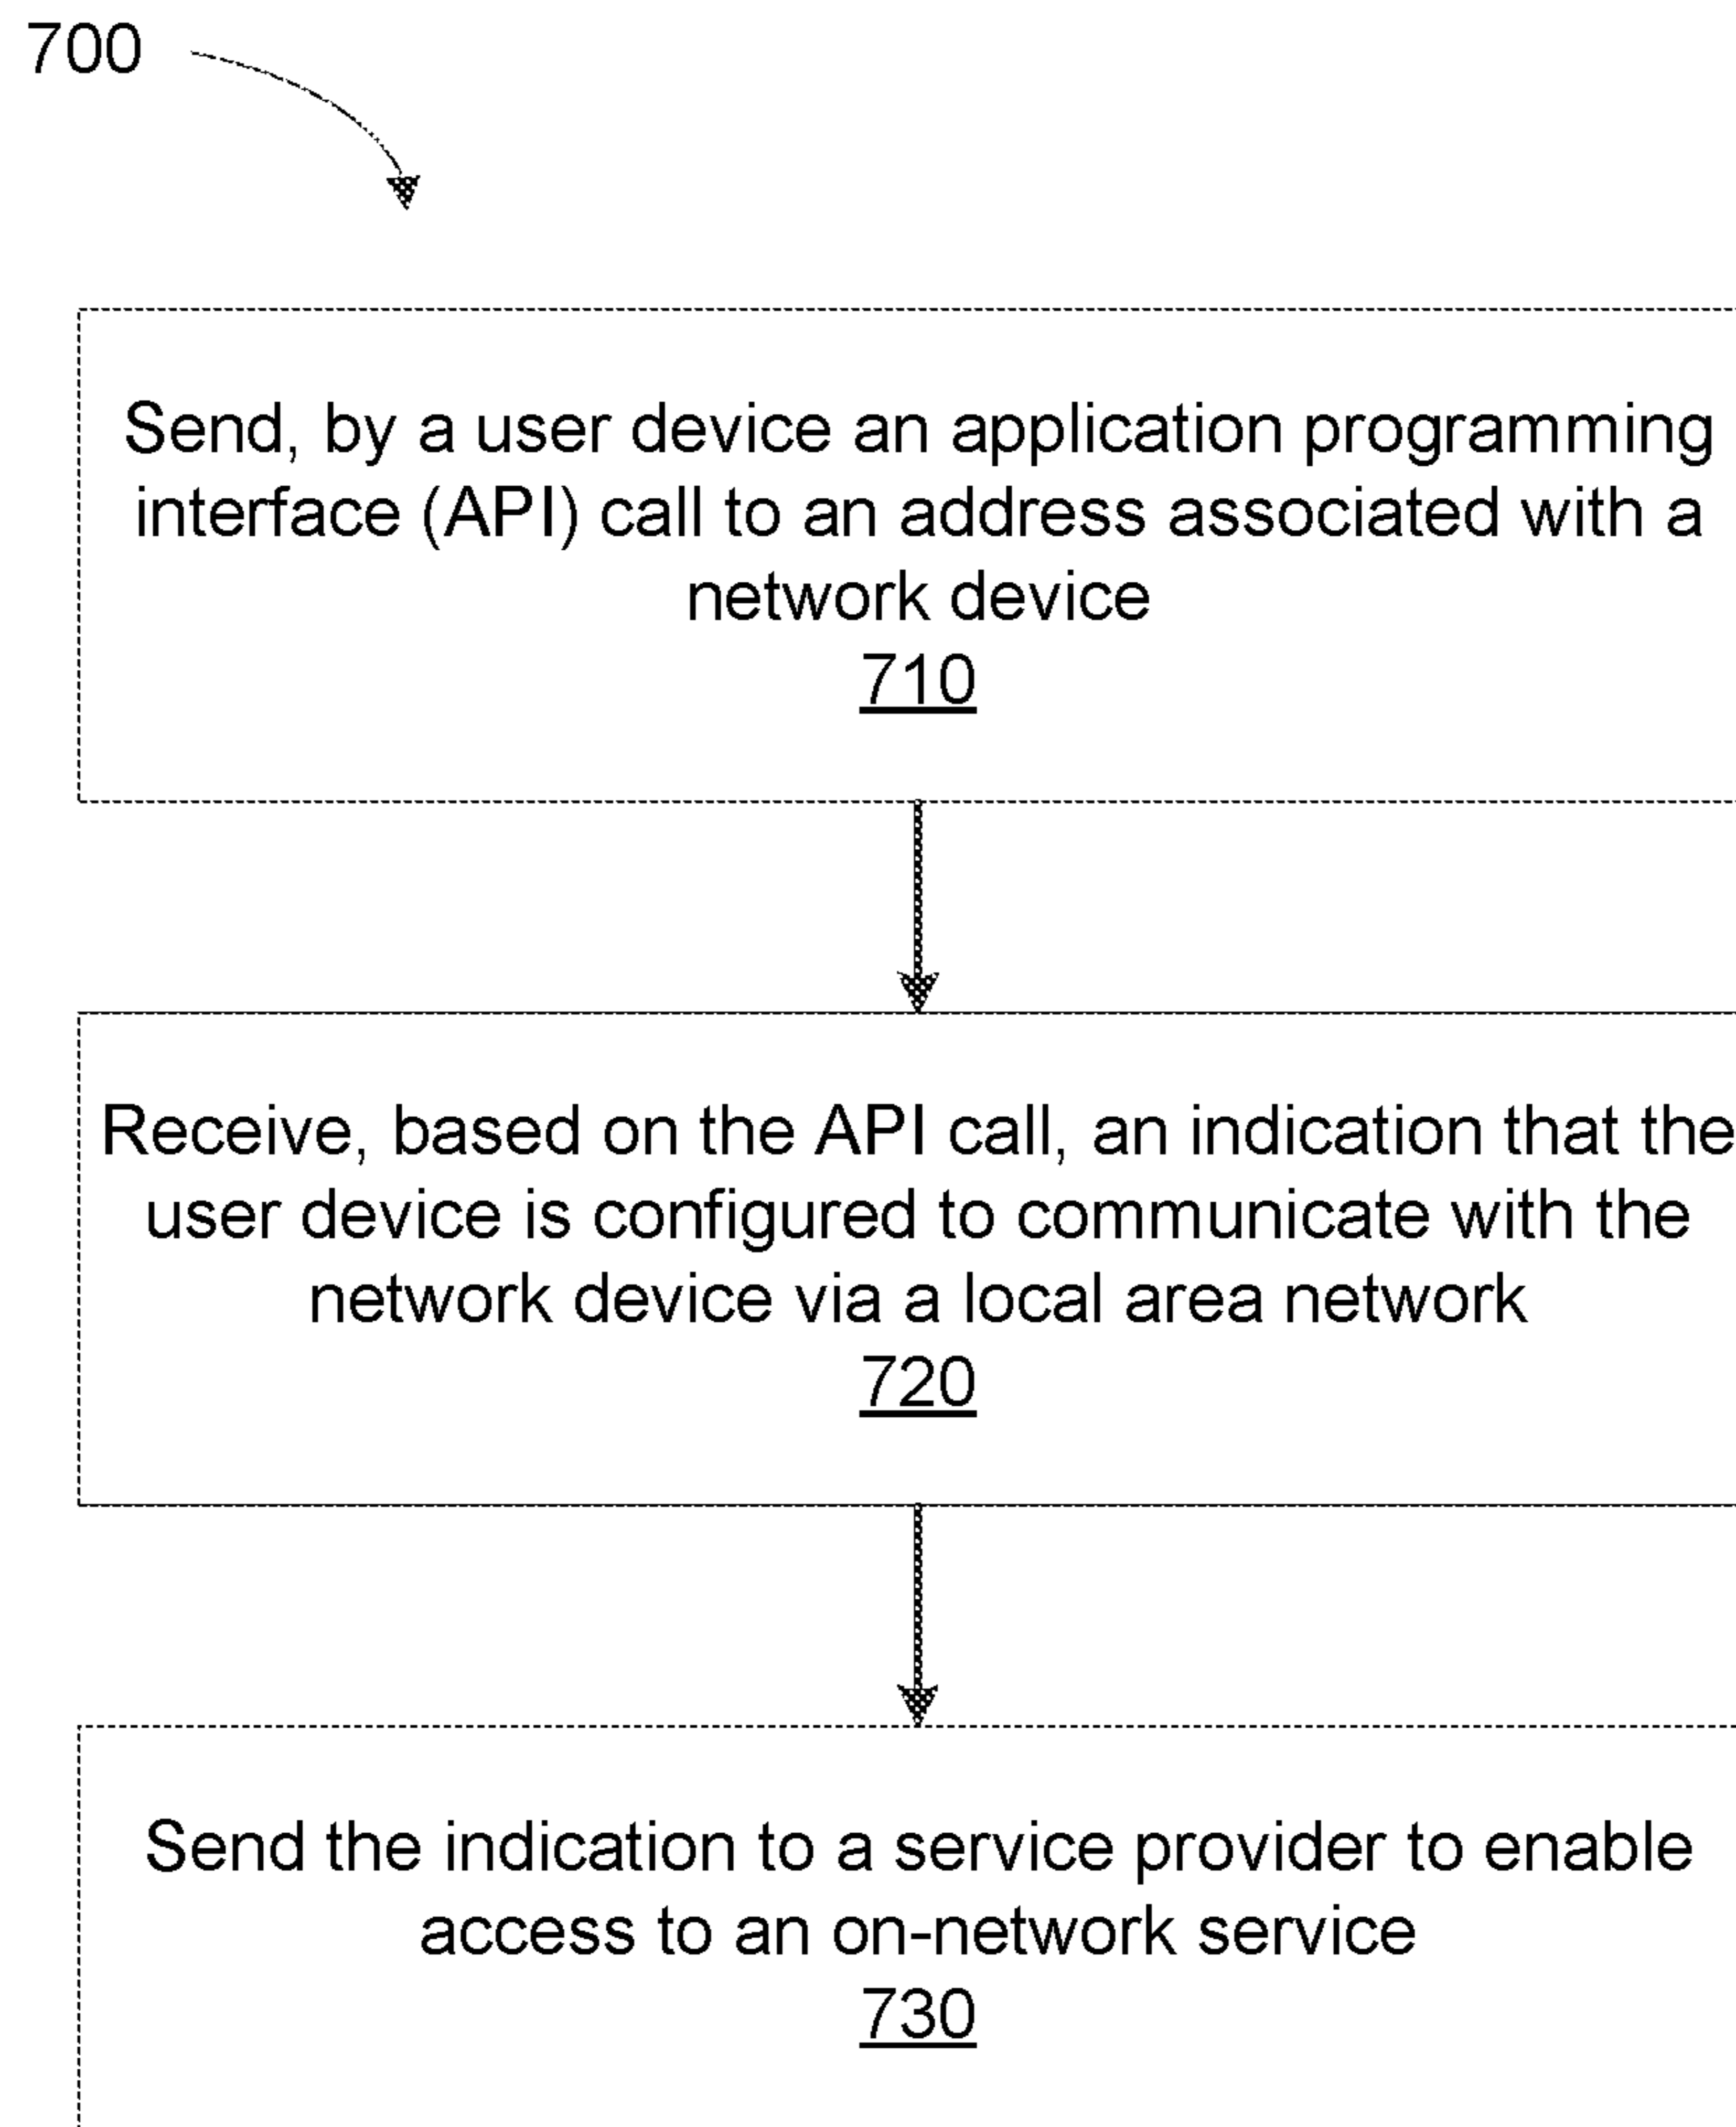 700
Send, by a user device an application programming
interface (API) call to an address associated with a
network device
710
Receive, based on the API call, an indication that the
user device is configured to communicate with the
network device via a local area network
720
Send the indication to a service provider to enable
access to an on-network service
730